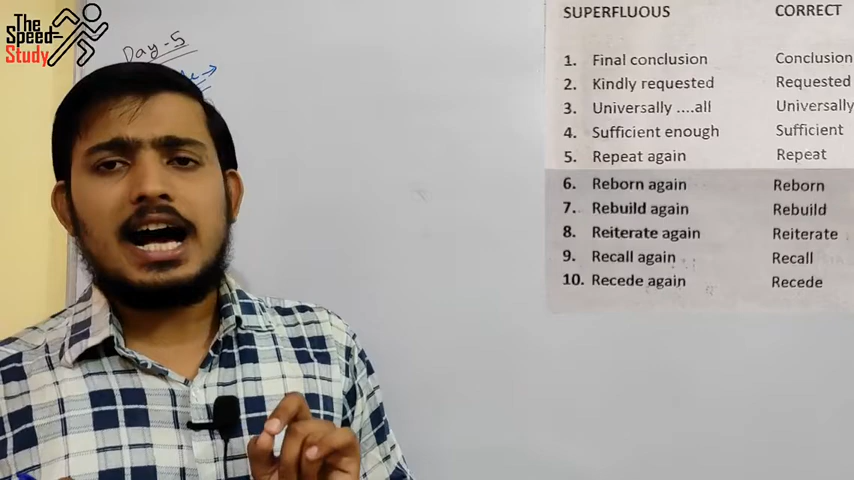 The
Speed
Study
Day-5
SUPERFLUOUS CORRECT
1. Final conclusion Conclusion
2. Kindly requested Requested
3. Universally ....all Universally
4. Sufficient enough Sufficient
5. Repeat again Repeat
6. Reborn again Reborn
7. Rebuild again Rebuild
8. Reiterate again Reiterate
9. Recall again Recall
10. Recede again Recede